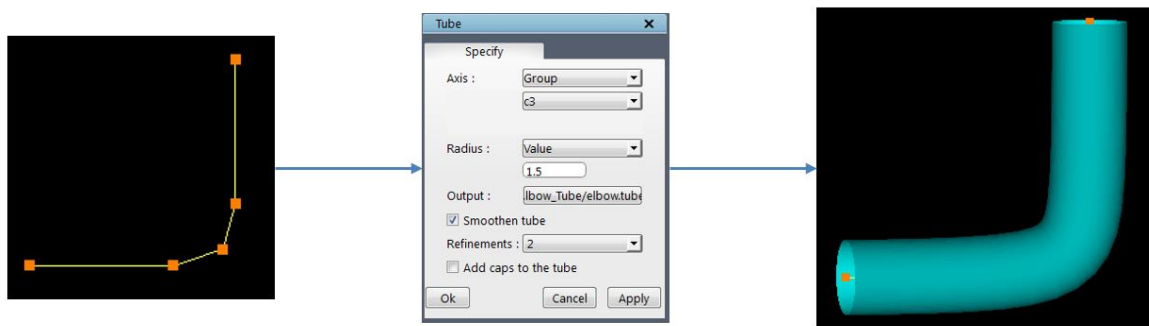 Tube
Specify
Axis :
Group
c3
Radius :
Value
1.5
Output :
lbow_Tube/elbow.tube
Smoothen tube
Refinements :
2
Add caps to the tube
Ok
Cancel
Apply